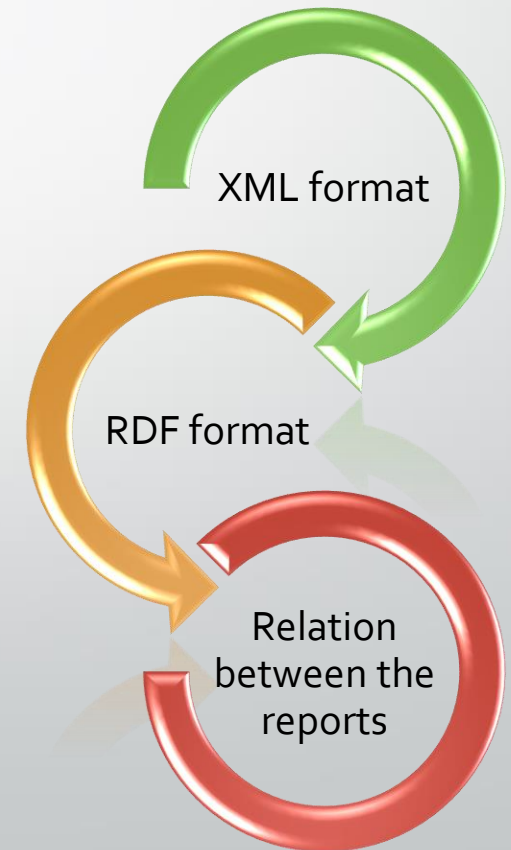 XML format
RDF format
Relation
between the
reports